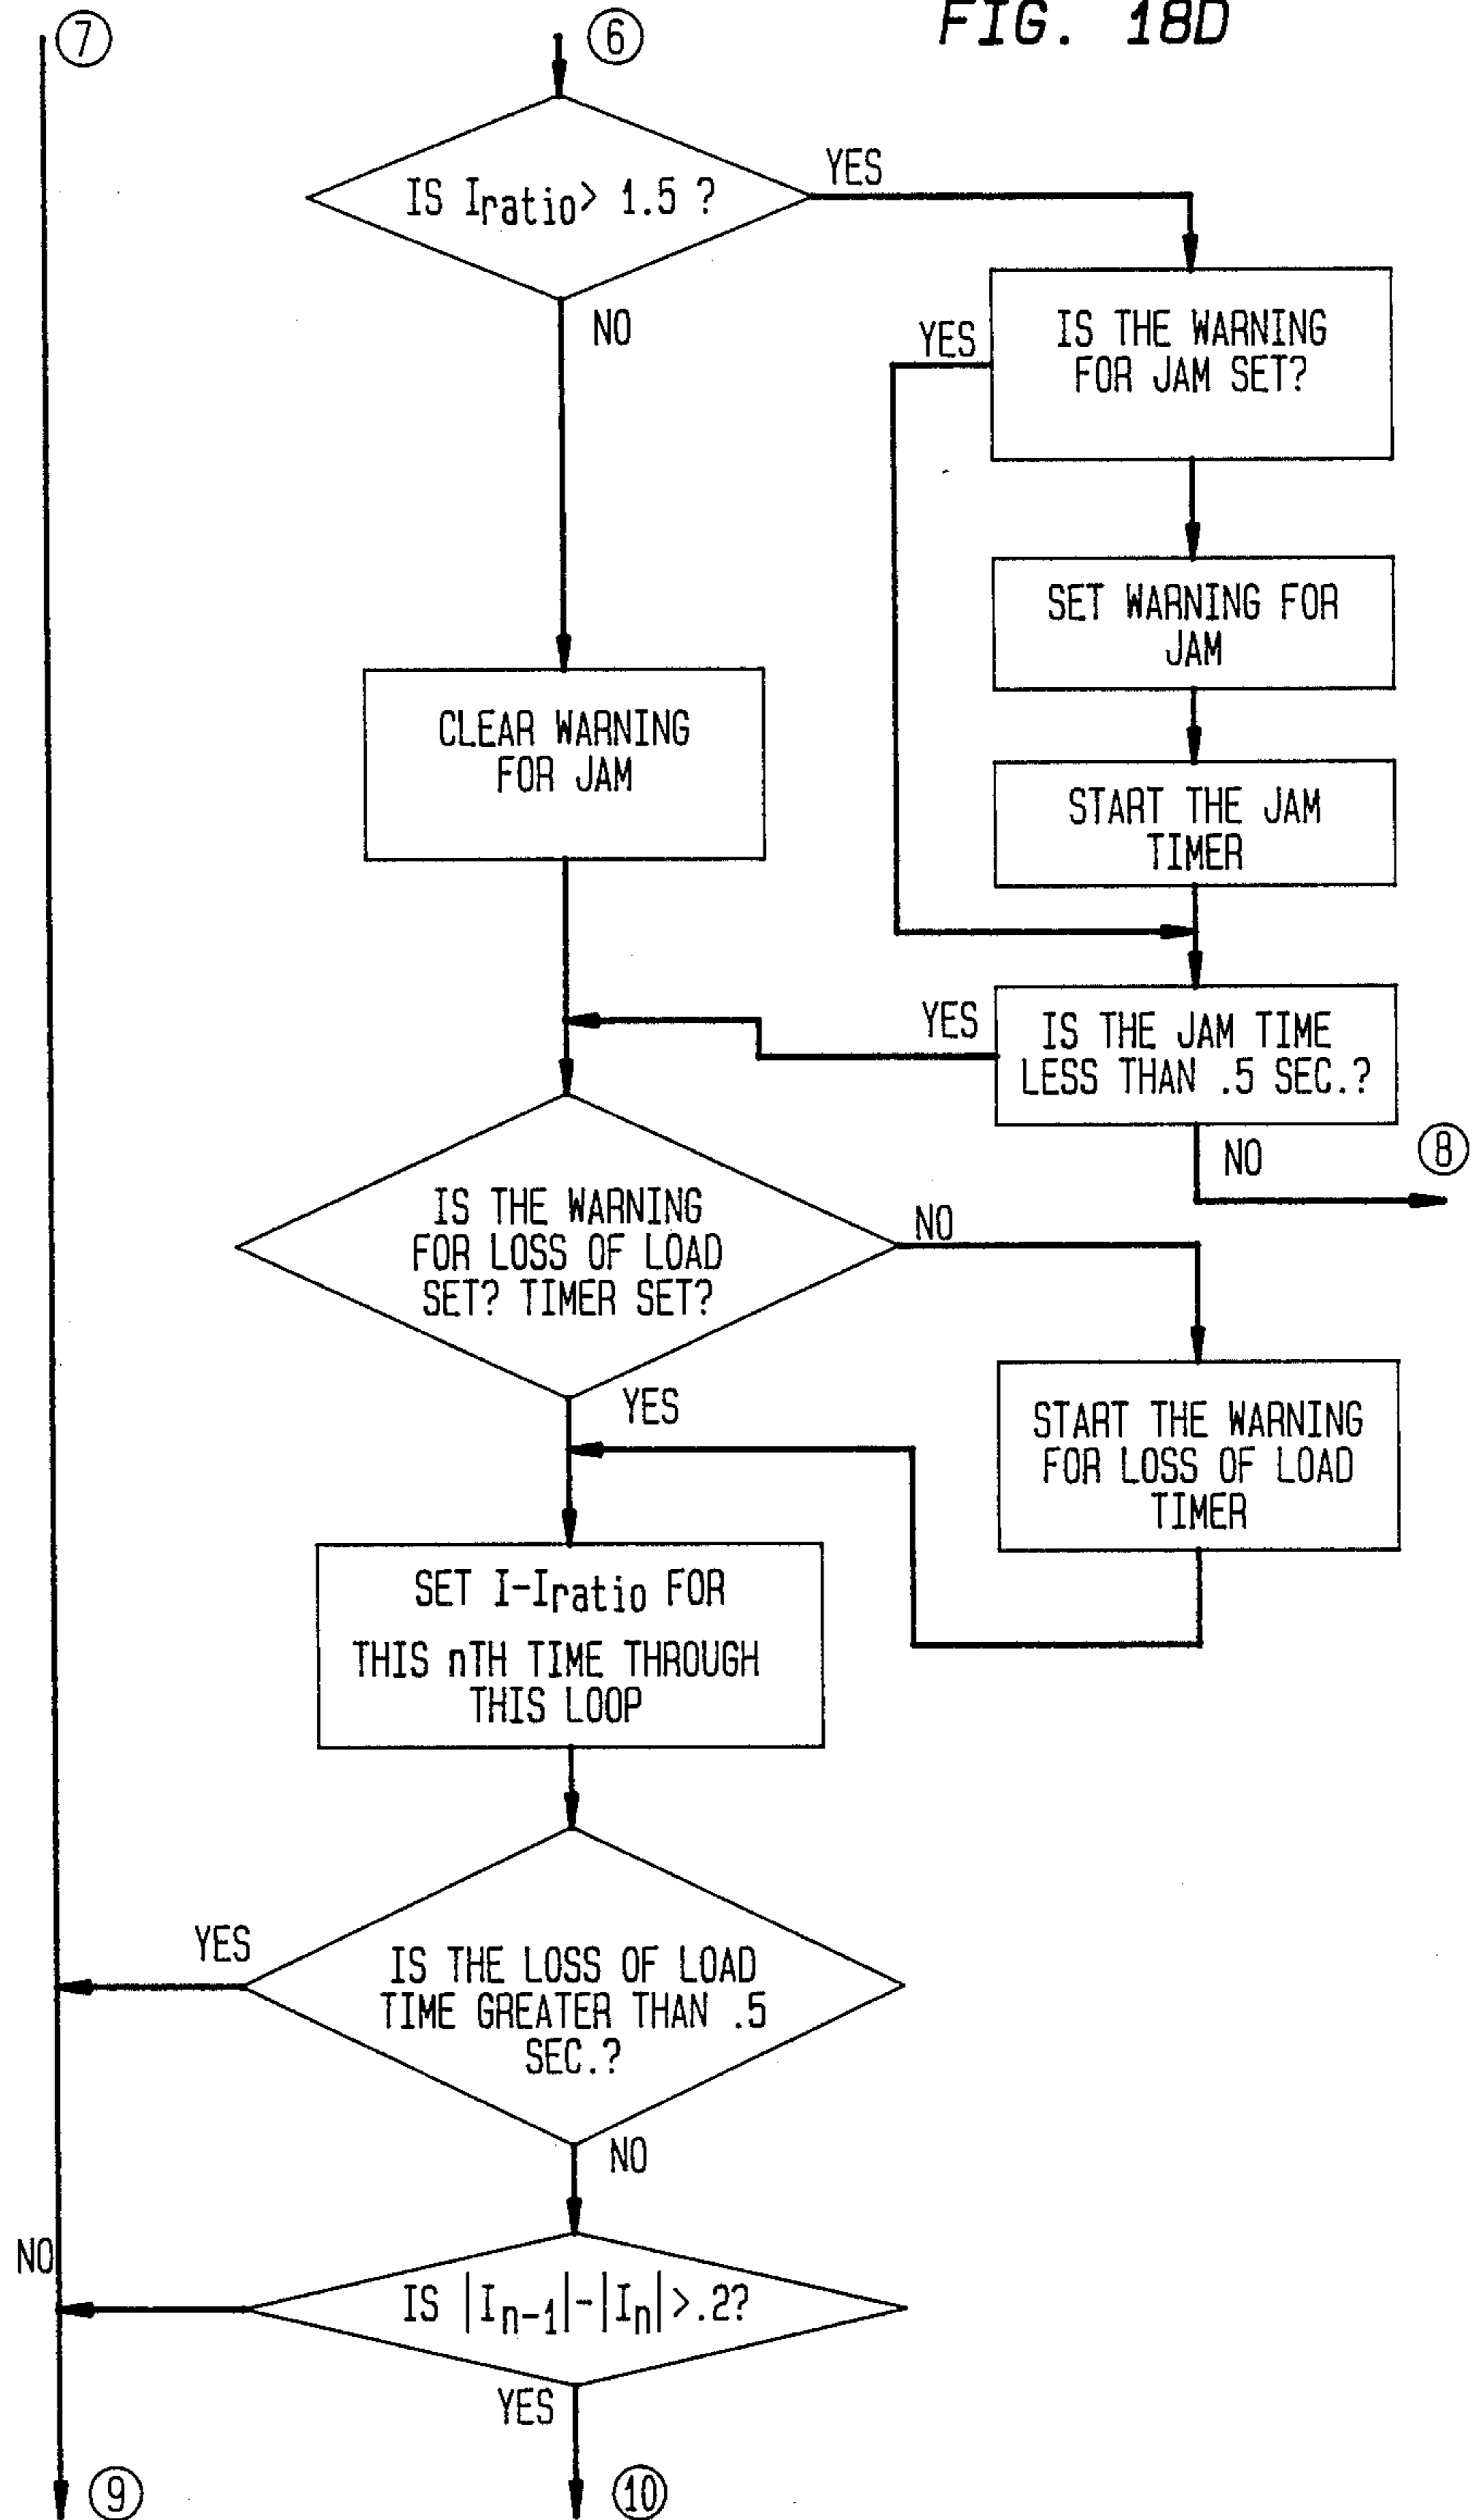 FIG. 18D
7
6
IS Iratio> 1.5 ?
YES
NO
IS THE WARNING
FOR JAM SET?
YES
SET WARNING FOR
JAM
START THE JAM
TIMER
CLEAR WARNING
FOR JAM
IS THE JAM TIME
LESS THAN .5 SEC.?
YES
NO
8
IS THE WARNING
FOR LOSS OF LOAD
SET? TIMER SET?
NO
YES
START THE WARNING
FOR LOSS OF LOAD
TIMER
SET I-Iratio FOR
THIS nTH TIME THROUGH
THIS LOOP
IS THE LOSS OF LOAD
TIME GREATER THAN .5
SEC.?
YES
NO
IS |In-1|-|In|>.2?
NO
YES
9
10